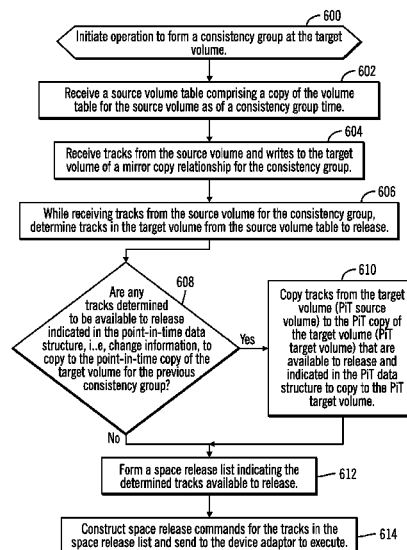 600
Initiate operation to form a consistency group at the target
volume.
602
Receive a source volume table comprising a copy of the volume
table for the source volume as of a consistency group time.
604
Receive tracks from the source volume and writes to the target
volume of a mirror copy relationship for the consistency group.
606
While receiving tracks from the source volume for the consistency group,
determine tracks in the target volume from the source volume table to release.
608
Are any
tracks determined
to be available to release
indicated in the point-in-time data
structure, i..e, change information, to
copy to the point-in-time copy of the
target volume for the previous
consistency group?
Yes
610
Copy tracks from the target
volume (PiT source
volume) to the PiT copy of
the target volume (PiT
target volume) that are
available to release and
indicated in the PiT data
structure to copy to the PiT
target volume.
No
Form a space release list indicating the
determined tracks available to release.
612
Construct space release commands for the tracks in the
space release list and send to the device adaptor to execute.
614